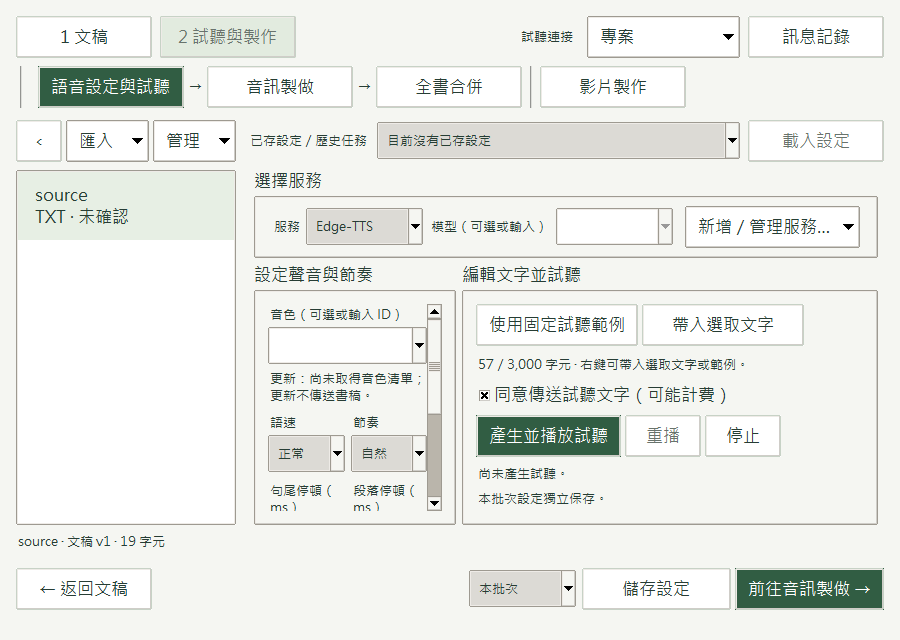 1 文稿
2 試聽與製作
試聽連接
專案
訊息記錄
語音設定與試聽
→
音訊製做
→
全書合併
影片製作
<
匯入
管理
已存設定 / 歷史任務
目前沒有已存設定
載入設定
source
TXT · 未確認
選擇服務
服務
Edge-TTS
模型（可選或輸入）
新增 / 管理服務...
設定聲音與節奏
音色（可選或輸入 ID）
更新：尚未取得音色清單；
更新不傳送書稿。
語速
節奏
正常
自然
句尾停頓（
ms）
段落停頓（
ms）
編輯文字並試聽
使用固定試聽範例
帶入選取文字
57 / 3,000 字元 · 右鍵可帶入選取文字或範例。
同意傳送試聽文字（可能計費）
產生並播放試聽
重播
停止
尚未產生試聽。
本批次設定獨立保存。
source · 文稿 v1 · 19 字元
← 返回文稿
本批次
儲存設定
前往音訊製做 →